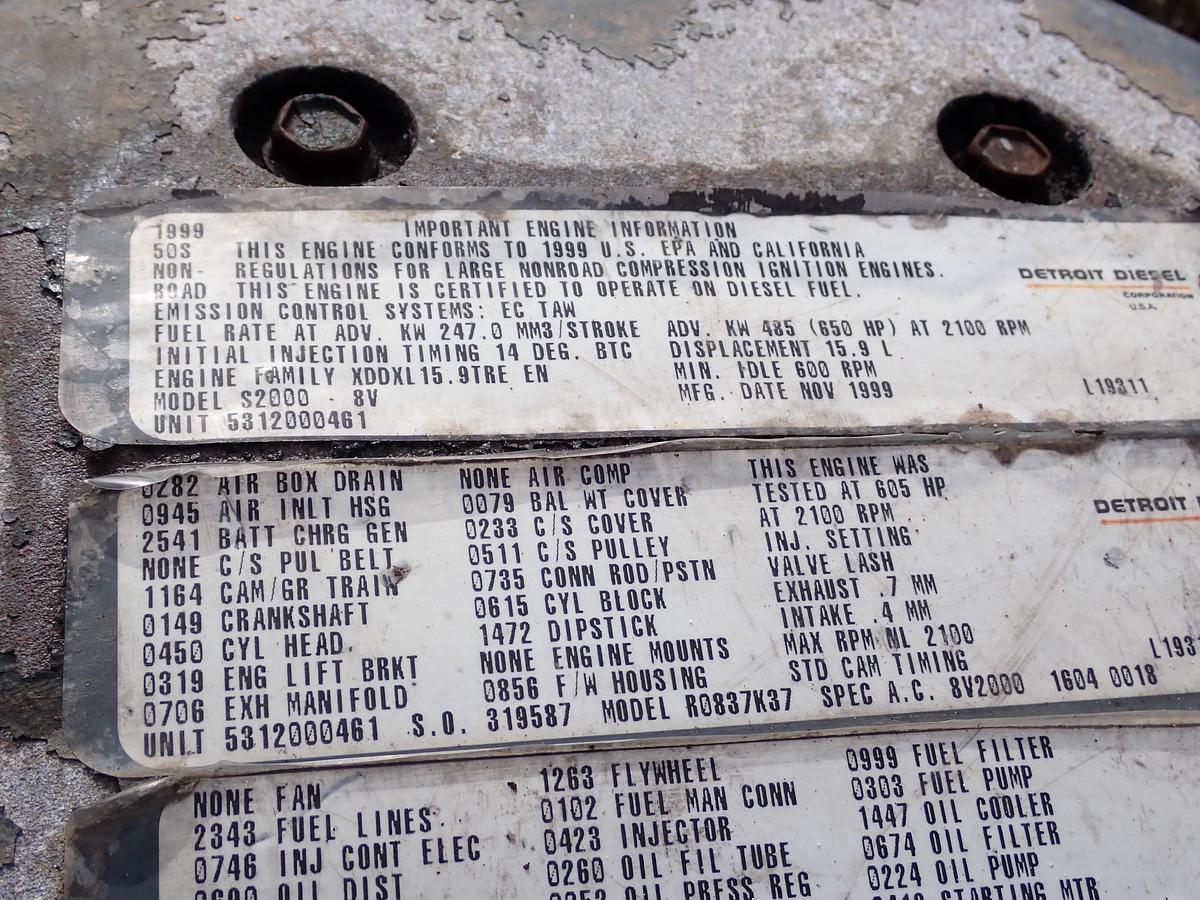 1999 IMPORTANT ENGINE INFORMATION
50S THIS ENGINE CONFORMS TO 1999 U.S. EPA AND CALIFORNIA
NON- REGULATIONS FOR LARGE NONROAD COMPRESSION IGNITION ENGINES.
ROAD THIS ENGINE IS CERTIFIED TO OPERATE ON DIESEL FUEL.
EMISSION CONTROL SYSTEMS: EC TAW
FUEL RATE AT ADV. KW 247.0 MM3/STROKE ADV. KW 485 (650 HP) AT 2100 RPM
INITIAL INJECTION TIMING 14 DEG. BTC DISPLACEMENT 15.9 L
ENGINE FAMILY XDDXL15.9TRE EN MIN. IDLE 600 RPM
MODEL S2000 - 8V MFG. DATE NOV 1999 L19311
UNIT 5312000461
DETROIT DIESEL
CORPORATION
U.S.A.
0282 AIR BOX DRAIN NONE AIR COMP THIS ENGINE WAS
0945 AIR INLT HSG 0079 BAL WT COVER TESTED AT 605 HP
2541 BATT CHRG GEN 0233 C/S COVER AT 2100 RPM
NONE C/S PUL BELT 0511 C/S PULLEY INJ. SETTING
1164 CAM/GR TRAIN 0735 CONN ROD/PSTN VALVE LASH
0149 CRANKSHAFT 0615 CYL BLOCK EXHAUST .7 MM
0450 CYL HEAD 1472 DIPSTICK INTAKE .4 MM
0319 ENG LIFT BRKT NONE ENGINE MOUNTS MAX RPM NL 2100
0706 EXH MANIFOLD 0856 F/W HOUSING STD CAM TIMING L193
UNIT 5312000461 S.O. 319587 MODEL R0837K37 SPEC A.C. 8V2000 1604 0018
DETROIT
NONE FAN 1263 FLYWHEEL 0999 FUEL FILTER
2343 FUEL LINES 0102 FUEL MAN CONN 0303 FUEL PUMP
0746 INJ CONT ELEC 0423 INJECTOR 1447 OIL COOLER
OIL DIST 0260 OIL FIL TUBE 0674 OIL FILTER
OIL PRESS REG 0224 OIL PUMP
STARTING MTR